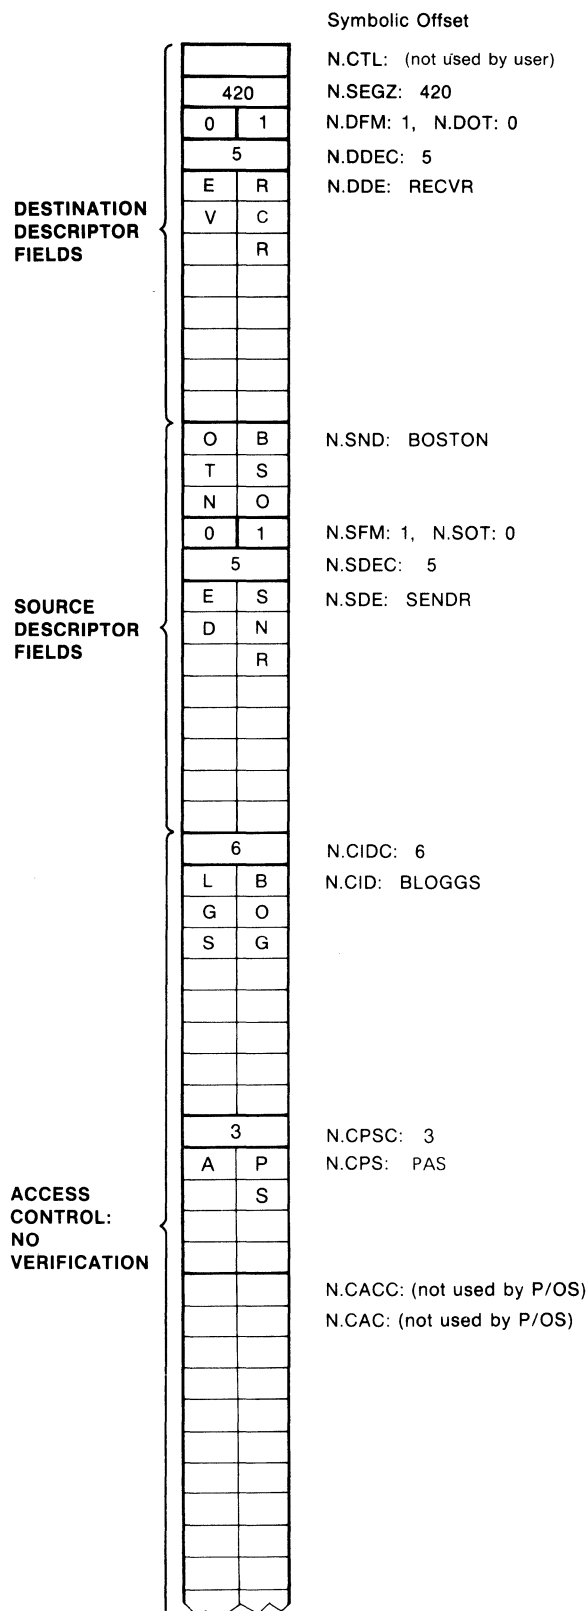 Symbolic Offset
N.CTL: (not used by user)
420 N.SEGZ: 420
0 1 N.DFM: 1, N.DOT: 0
5 N.DDEC: 5
E R N.DDE: RECVR
V C
R
DESTINATION
DESCRIPTOR
FIELDS
O B N.SND: BOSTON
T S
N O
0 1 N.SFM: 1, N.SOT: 0
5 N.SDEC: 5
E S N.SDE: SENDR
D N
R
SOURCE
DESCRIPTOR
FIELDS
6 N.CIDC: 6
L B N.CID: BLOGGS
G O
S G
3 N.CPSC: 3
A P N.CPS: PAS
S
ACCESS
CONTROL:
NO
VERIFICATION
N.CACC: (not used by P/OS)
N.CAC: (not used by P/OS)